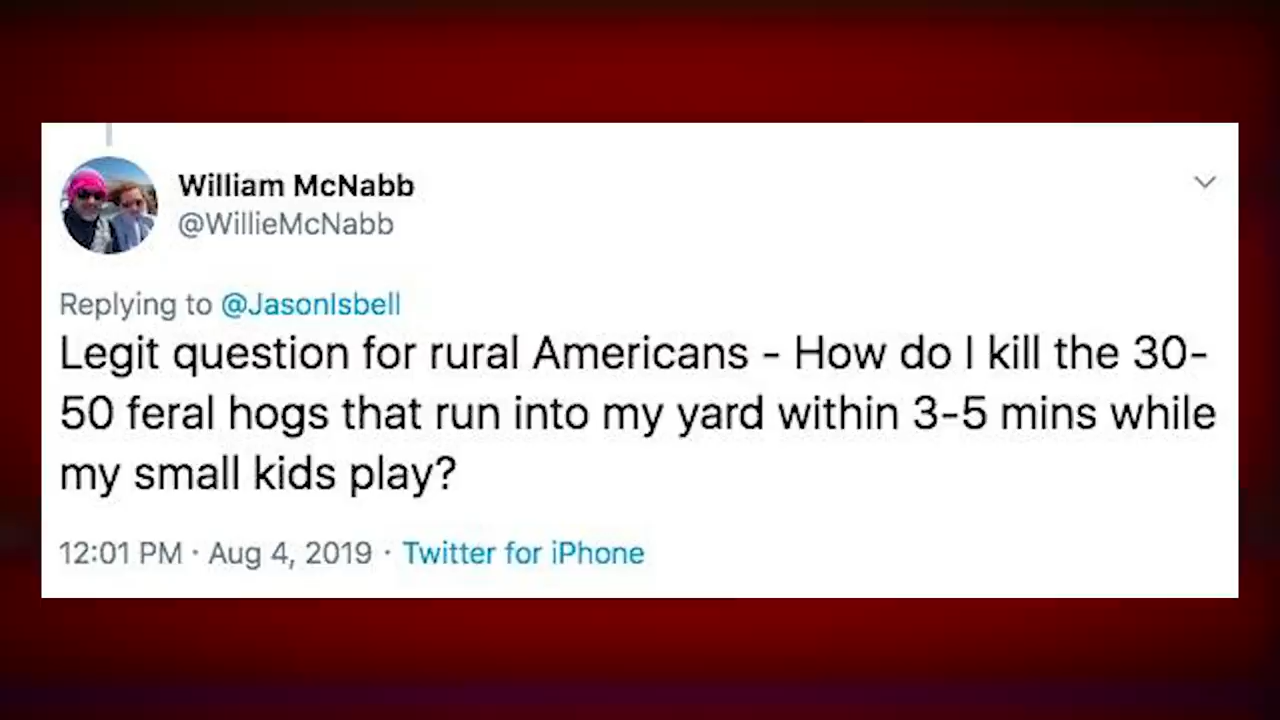 William McNabb
@WillieMcNabb
Replying to @JasonIsbell
Legit question for rural Americans - How do I kill the 30-
50 feral hogs that run into my yard within 3-5 mins while
my small kids play?
12:01 PM · Aug 4, 2019 · Twitter for iPhone